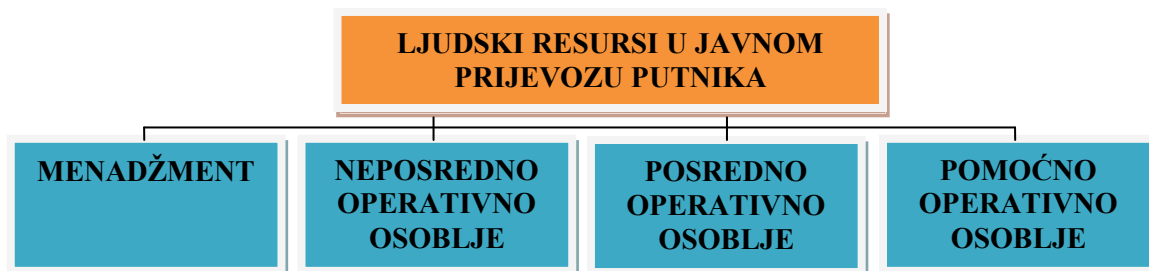 LJUDSKI RESURSI U JAVNOM
PRIJEVOZU PUTNIKA
MENADŽMENT
NEPOSREDNO
OPERATIVNO
OSOBLJE
POSREDNO
OPERATIVNO
OSOBLJE
POMOĆNO
OPERATIVNO
OSOBLJE